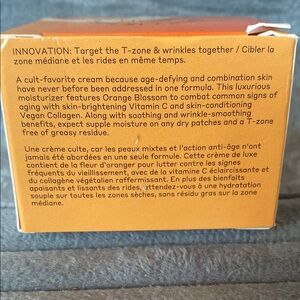 INNOVATION: Target the T-zone & wrinkles together / Cibler la
zone médiane et les rides en même temps.
A cult-favorite cream because age-defying and combination skin
have never before been addressed in one formula. This luxurious
moisturizer features Orange Blossom to combat common signs of
aging with skin-brightening Vitamin C and skin-conditioning
Vegan Collagen. Along with soothing and wrinkle-smoothing
benefits, expect supple moisture on any dry patches and a T-zone
free of greasy residue.
Une crème culte, car les peaux mixtes et l'action anti-âge n'ont
jamais été abordées en une seule formule. Cette crème de luxe
contient de la fleur d'oranger pour lutter contre les signes
fréquents du vieillissement, avec de la vitamine C éclaircissante et
du collagène végétalien raffermissant. En plus des bienfaits
apaisants et lissants des rides, attendez-vous à une hydratation
souple sur toutes les zones sèches, sans résidu gras sur la zone
médiane.